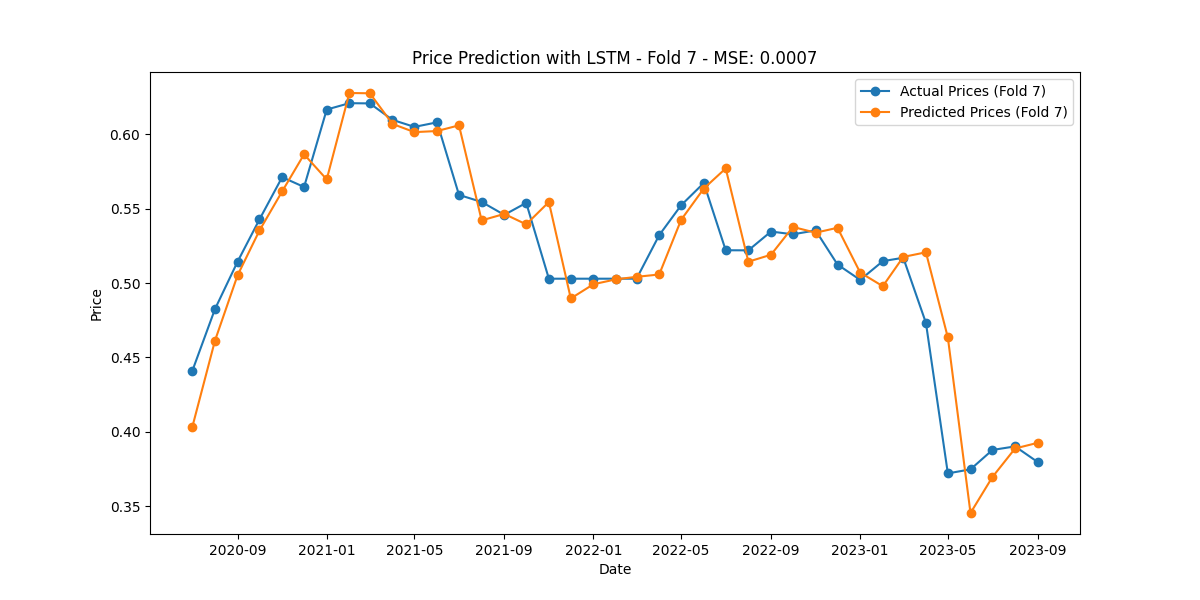 Price Prediction with LSTM - Fold 7 - MSE: 0.0007
Actual Prices (Fold 7)
Predicted Prices (Fold 7)
Price
0.60
0.55
0.50
0.45
0.40
0.35
2020-09 2021-01 2021-05 2021-09 2022-01 2022-05 2022-09 2023-01 2023-05 2023-09
Date